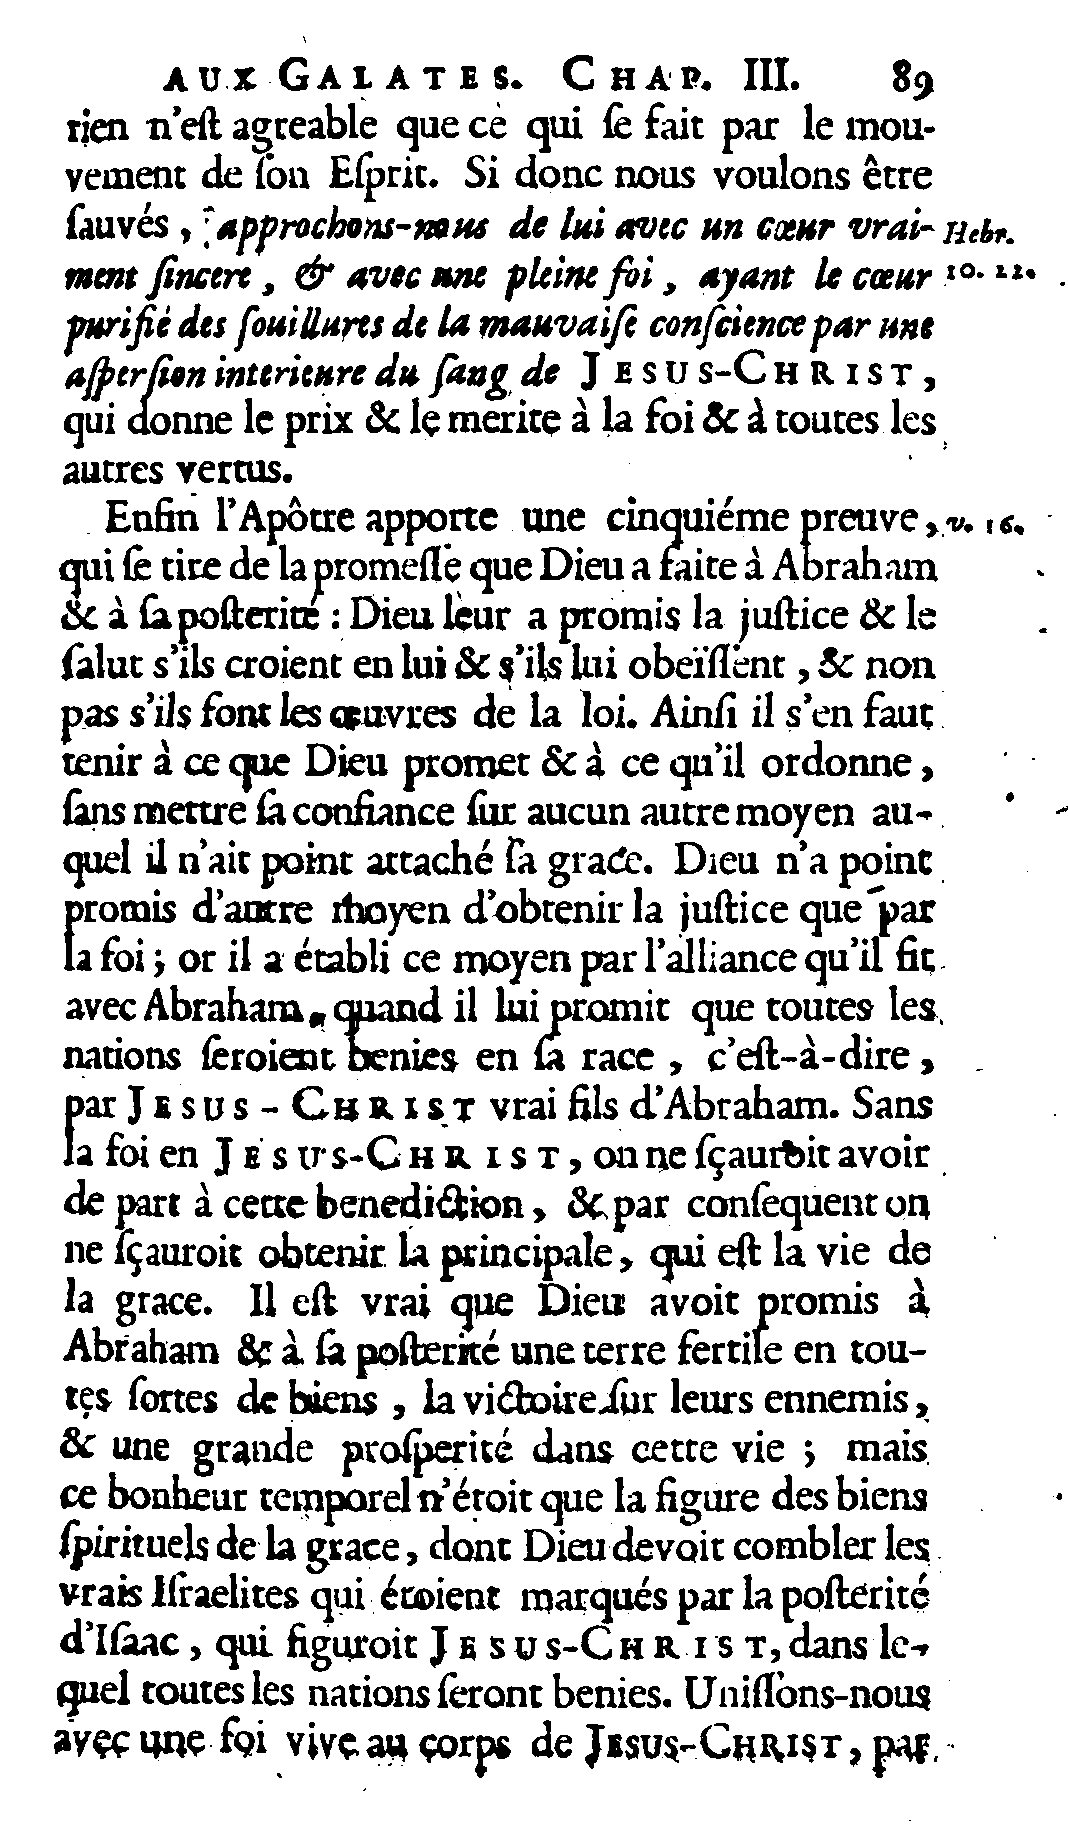 AUX GALATES. CHAP. III. 89
rien n'eſt agreable que ce qui ſe fait par le mou-
vement de ſon Eſprit. Si donc nous voulons être
ſauvés, approchons-nous de lui avec un cœur vrai- Hebr.
ment ſincere, & avec une pleine foi, ayant le cœur 10. 22.
purifié des ſouillures de la mauvaiſe conſcience par une
aſperſion interieure du ſang de JESUS-CHRIST,
qui donne le prix & le merite à la foi & à toutes les
autres vertus.
Enfin l'Apôtre apporte une cinquiéme preuve, v. 16.
qui ſe tire de la promeſſe que Dieu a faite à Abraham
& à ſa poſterité : Dieu leur a promis la juſtice & le
ſalut s'ils croient en lui & s'ils lui obeïſſent, & non
pas s'ils font les œuvres de la loi. Ainſi il s'en faut
tenir à ce que Dieu promet & à ce qu'il ordonne,
ſans mettre ſa confiance ſur aucun autre moyen au-
quel il n'ait point attaché ſa grace. Dieu n'a point
promis d'autre moyen d'obtenir la juſtice que par
la foi ; or il a établi ce moyen par l'alliance qu'il fit
avec Abraham, quand il lui promit que toutes les
nations ſeroient benies en ſa race, c'eſt-à-dire,
par JESUS-CHRIST vrai fils d'Abraham. Sans
la foi en JESUS-CHRIST, on ne ſçauroit avoir
de part à cette benediction, & par conſequent on
ne ſçauroit obtenir la principale, qui eſt la vie de
la grace. Il eſt vrai que Dieu avoit promis à
Abraham & à ſa poſterité une terre fertile en tou-
tes ſortes de biens, la victoire ſur leurs ennemis,
& une grande proſperité dans cette vie ; mais
ce bonheur temporel n'étoit que la figure des biens
ſpirituels de la grace, dont Dieu devoit combler les
vrais Iſraelites qui étoient marqués par la poſterité
d'Iſaac, qui figuroit JESUS-CHRIST, dans le-
quel toutes les nations ſeront benies. Uniſſons-nous
avec une foi vive au corps de JESUS-CHRIST, par